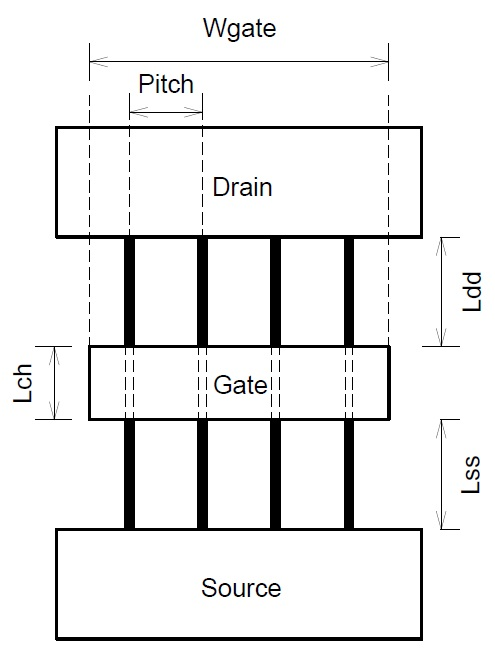 Wgate
Pitch
Drain
Ldd
Lch
Gate
Lss
Source